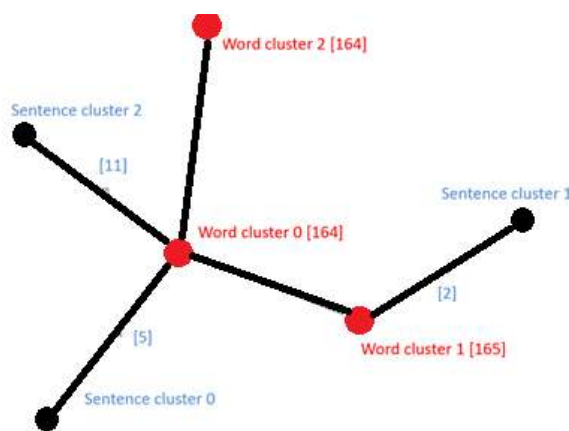 Word cluster 2 [164]
Sentence cluster 2
[11]
Sentence cluster 1
Word cluster 0 [164]
[2]
[5]
Word cluster 1 [165]
Sentence cluster 0